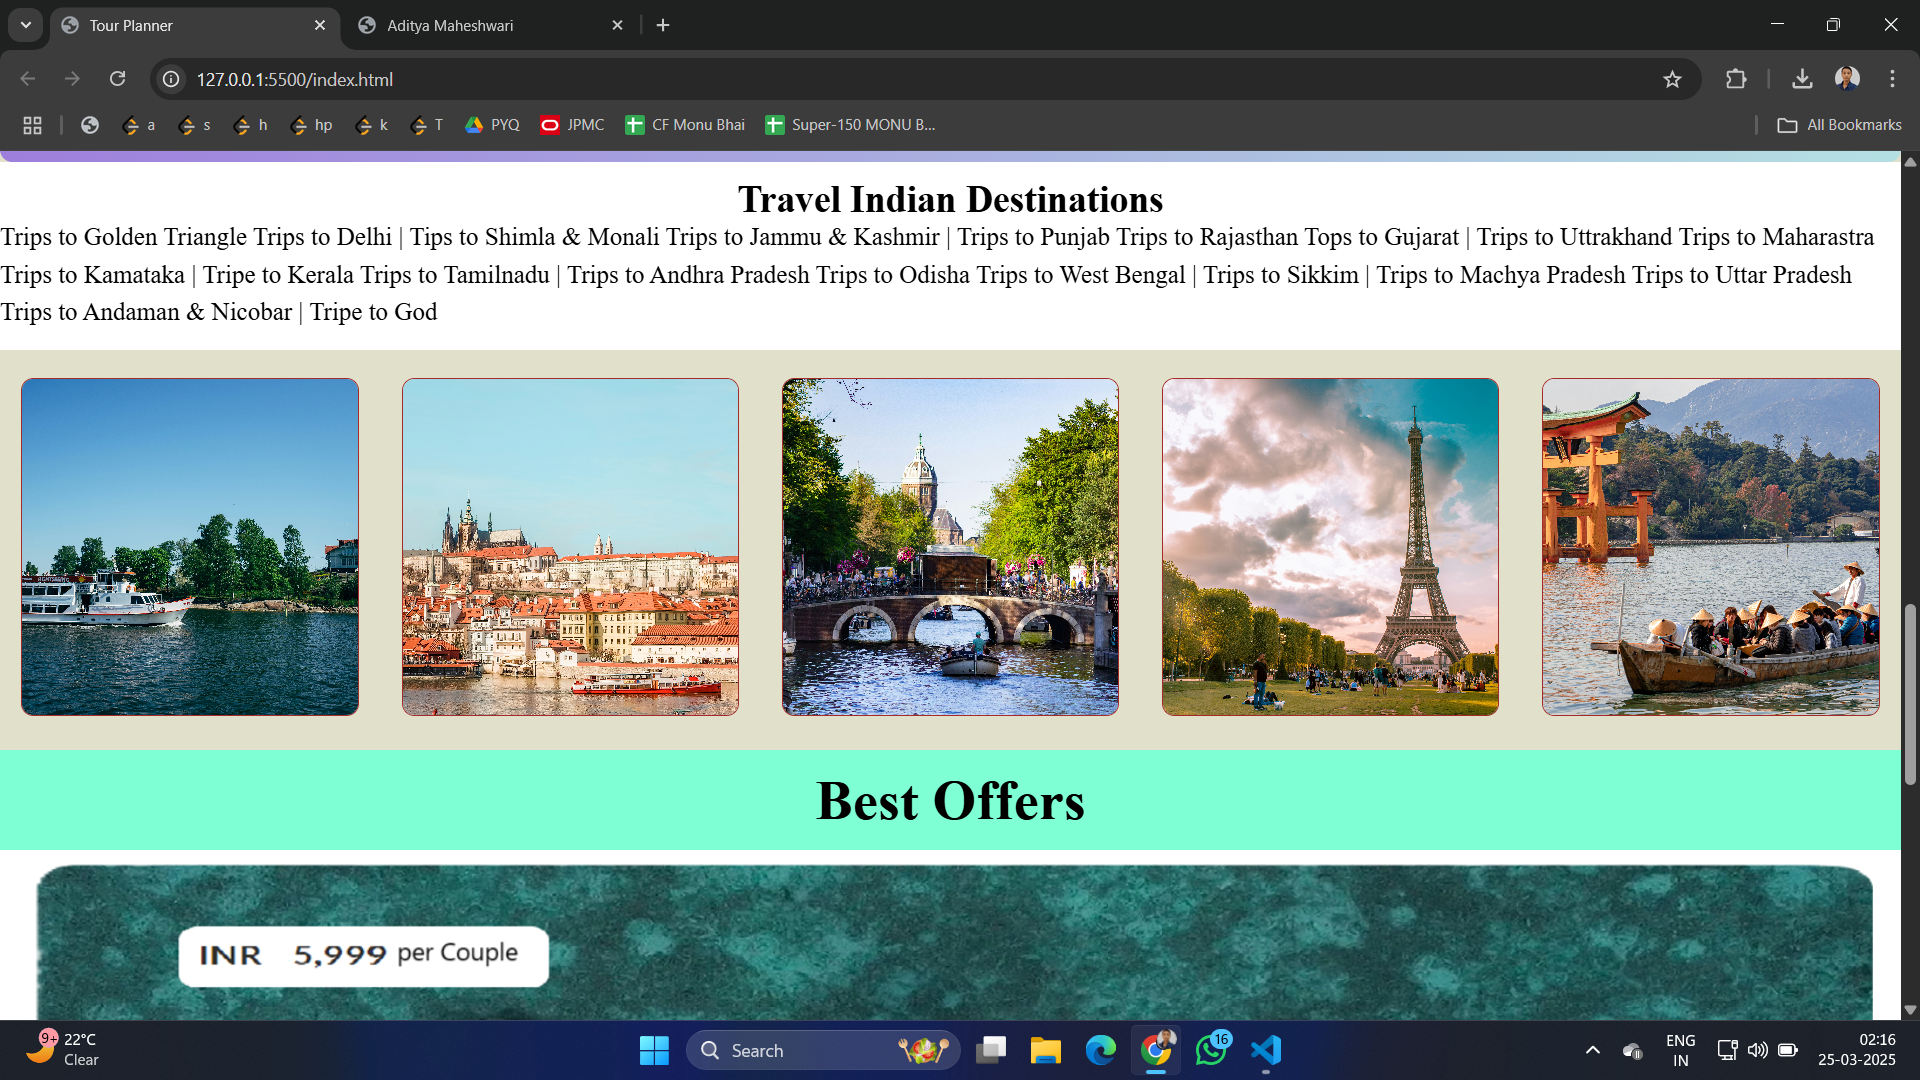 Tour Planner
Aditya Maheshwari
127.0.0.1:5500/index.html
a s h hp k T PYQ JPMC CF Monu Bhai Super-150 MONU B... All Bookmarks
Travel Indian Destinations
Trips to Golden Triangle Trips to Delhi | Tips to Shimla & Monali Trips to Jammu & Kashmir | Trips to Punjab Trips to Rajasthan Tops to Gujarat | Trips to Uttrakhand Trips to Maharastra
Trips to Kamataka | Tripe to Kerala Trips to Tamilnadu | Trips to Andhra Pradesh Trips to Odisha Trips to West Bengal | Trips to Sikkim | Trips to Machya Pradesh Trips to Uttar Pradesh
Trips to Andaman & Nicobar | Tripe to God
Best Offers
INR 5,999 per Couple
9+ 22°C
Clear
Search
16
ENG
IN
02:16
25-03-2025